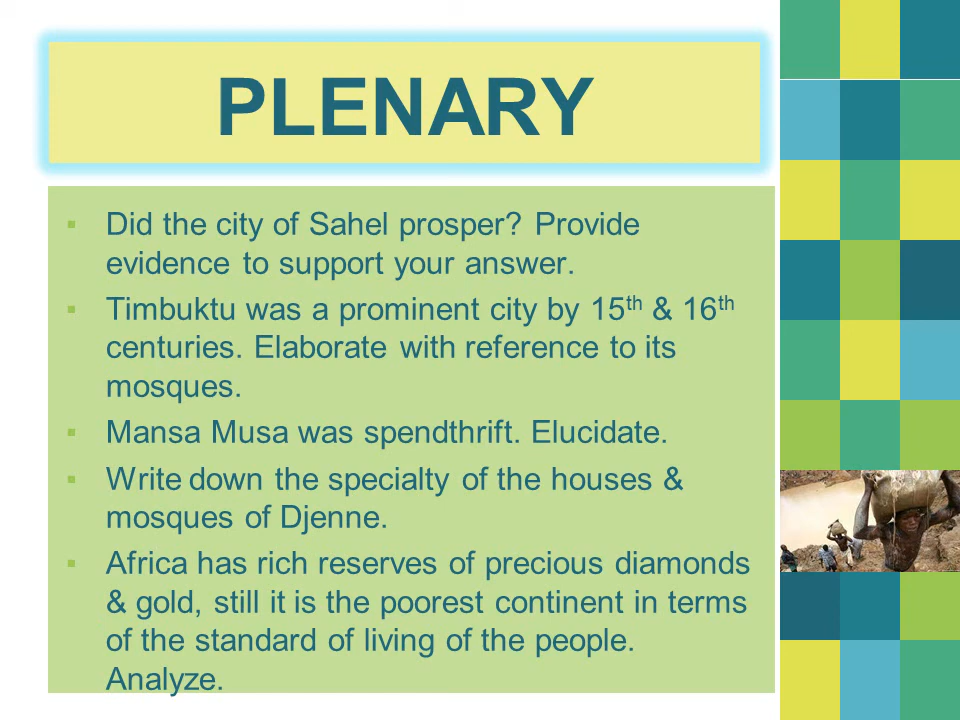 PLENARY
▪ Did the city of Sahel prosper? Provide
evidence to support your answer.
▪ Timbuktu was a prominent city by 15th & 16th
centuries. Elaborate with reference to its
mosques.
▪ Mansa Musa was spendthrift. Elucidate.
▪ Write down the specialty of the houses &
mosques of Djenne.
▪ Africa has rich reserves of precious diamonds
& gold, still it is the poorest continent in terms
of the standard of living of the people.
Analyze.